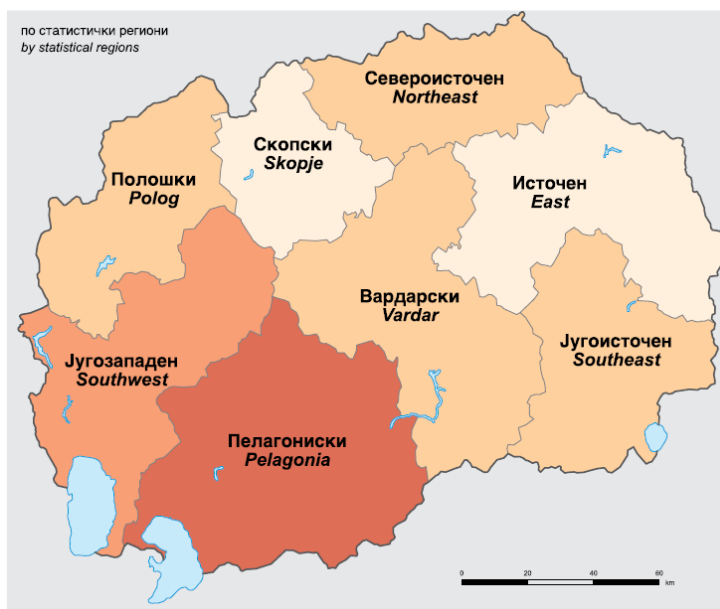 по статистички региони
by statistical regions
Североисточен
Northeast
Скопски
Skopje
Полошки
Polog
Источен
East
Вардарски
Vardar
Југозападен
Southwest
Југоисточен
Southeast
Пелагониски
Pelagonia
0 20 40 60
km